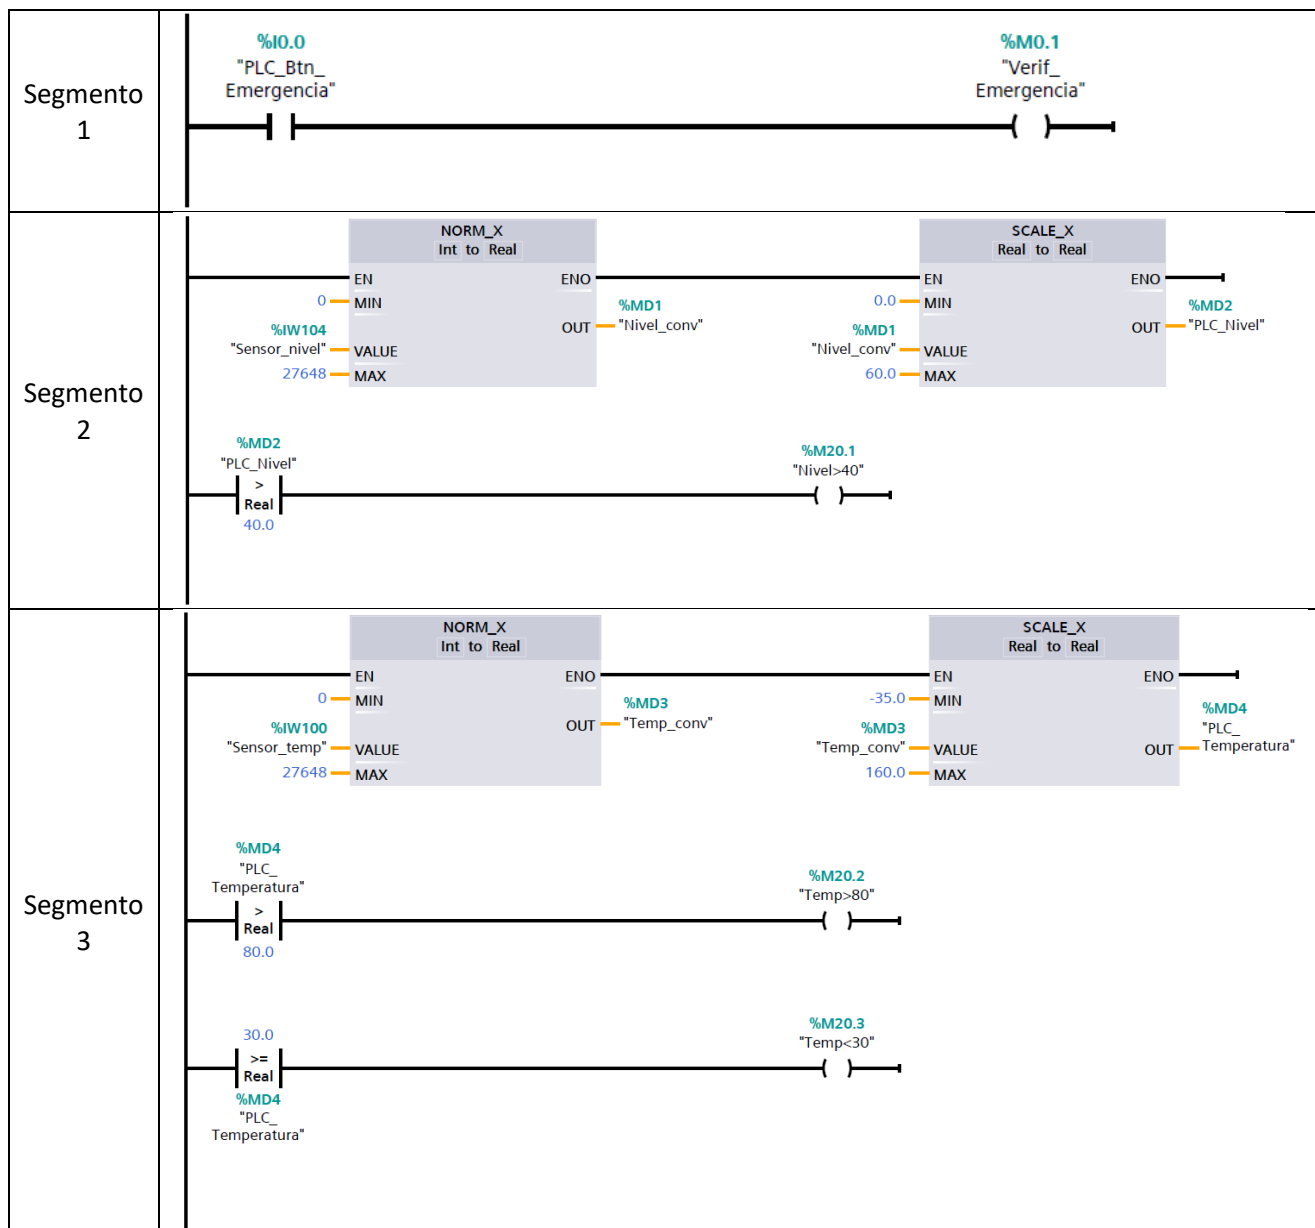 Segmento
1
%I0.0
"PLC_Btn_
Emergencia"
%M0.1
"Verif_
Emergencia"
Segmento
2
NORM_X
Int to Real
EN
ENO
0
MIN
%IW104
"Sensor_nivel"
VALUE
27648
MAX
OUT
%MD1
"Nivel_conv"
SCALE_X
Real to Real
EN
ENO
0.0
MIN
%MD1
"Nivel_conv"
VALUE
60.0
MAX
OUT
%MD2
"PLC_Nivel"
%MD2
"PLC_Nivel"
>
Real
40.0
%M20.1
"Nivel>40"
Segmento
3
NORM_X
Int to Real
EN
ENO
0
MIN
%IW100
"Sensor_temp"
VALUE
27648
MAX
OUT
%MD3
"Temp_conv"
SCALE_X
Real to Real
EN
ENO
-35.0
MIN
%MD3
"Temp_conv"
VALUE
160.0
MAX
OUT
%MD4
"PLC_
Temperatura"
%MD4
"PLC_
Temperatura"
>
Real
80.0
%M20.2
"Temp>80"
30.0
>=
Real
%MD4
"PLC_
Temperatura"
%M20.3
"Temp<30"